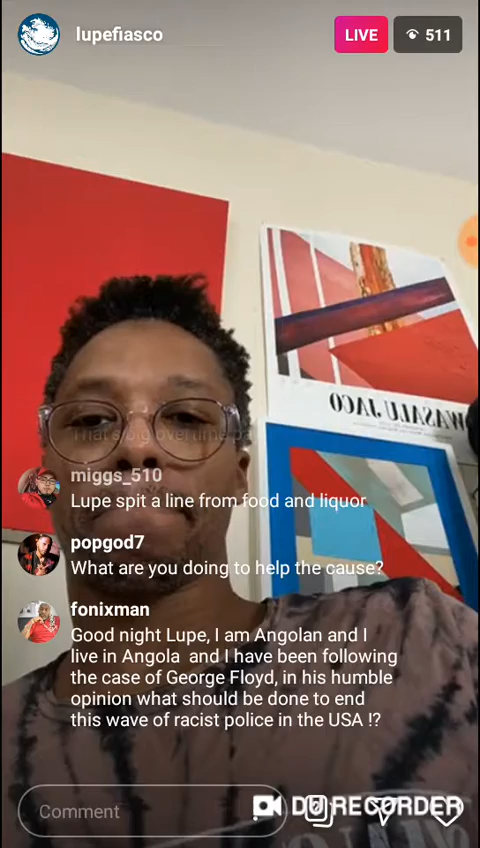 lupefiasco
LIVE
511
WASALU JACO
miggs_510
Lupe spit a line from food and liquor
popgod7
What are you doing to help the cause?
fonixman
Good night Lupe, I am Angolan and I
live in Angola and I have been following
the case of George Floyd, in his humble
opinion what should be done to end
this wave of racist police in the USA !?
Comment
DU RECORDER